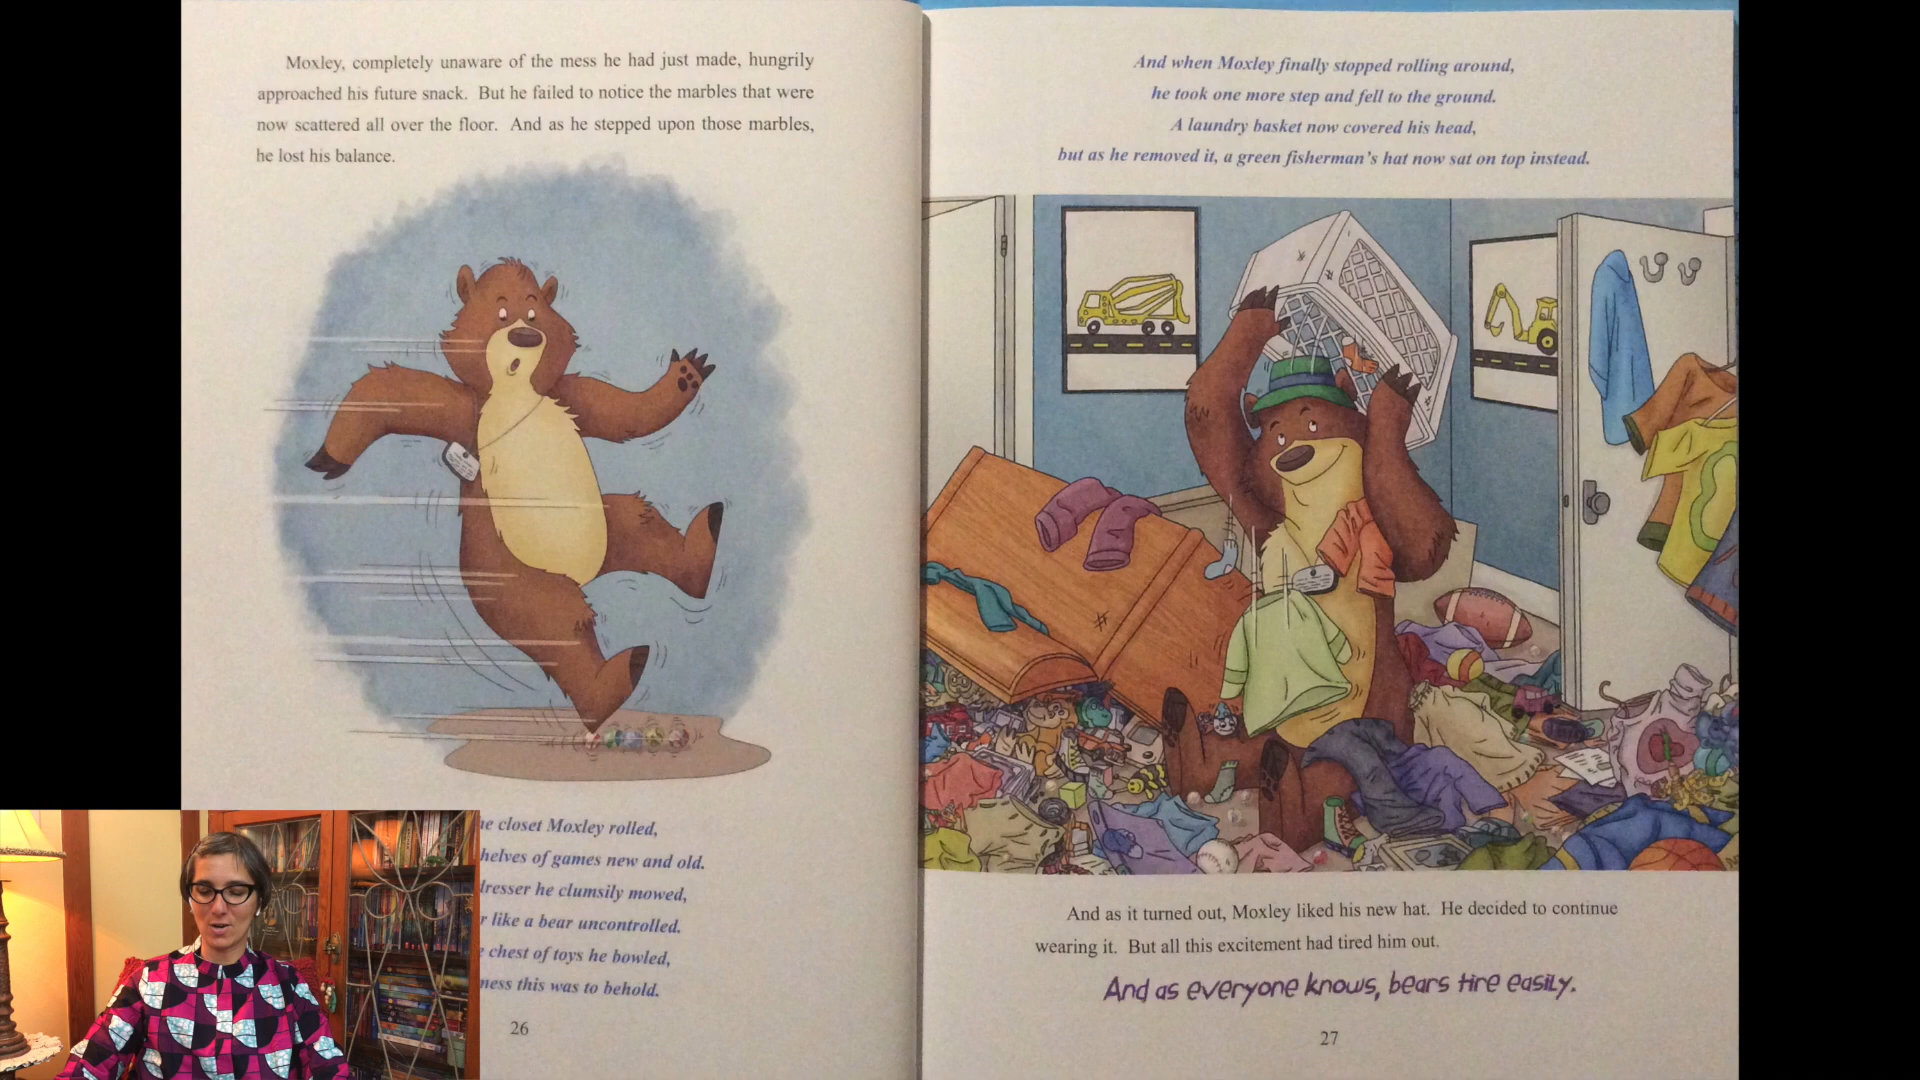 Moxley, completely unaware of the mess he had just made, hungrily
approached his future snack. But he failed to notice the marbles that were
now scattered all over the floor. And as he stepped upon those marbles,
he lost his balance.
closet Moxley rolled,
of games new and old.
he clumsily mowed,
like a bear uncontrolled.
chest of toys he bowled,
this was to behold.
26
And when Moxley finally stopped rolling around,
he took one more step and fell to the ground.
A laundry basket now covered his head,
but as he removed it, a green fisherman's hat now sat on top instead.
And as it turned out, Moxley liked his new hat. He decided to continue
wearing it. But all this excitement had tired him out.
And as everyone knows, bears tire easily.
27